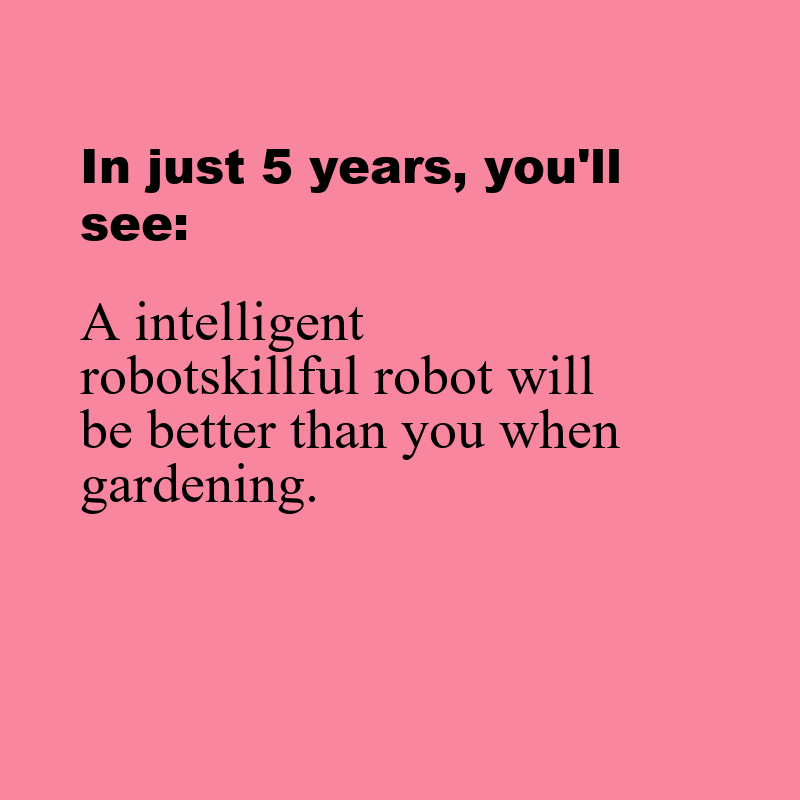 In just 5 years, you'll
see:
A intelligent
robotskillful robot will
be better than you when
gardening.